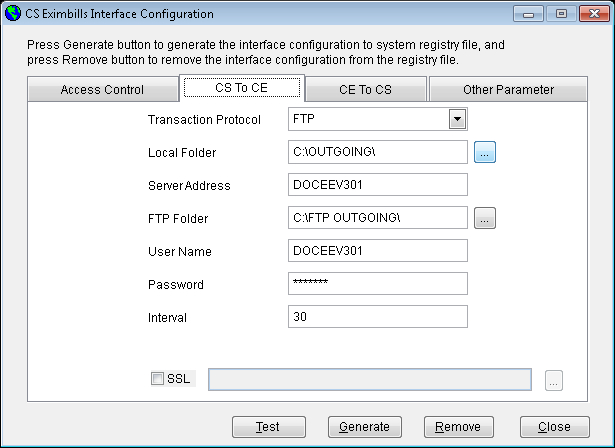 CS Eximbills Interface Configuration
Press Generate button to generate the interface configuration to system registry file, and
press Remove button to remove the interface configuration from the registry file.
Access Control
CS To CE
CE To CS
Other Parameter
Transaction Protocol
FTP
Local Folder
C:\OUTGOING\
...
Server Address
DOCEEV301
FTP Folder
C:\FTP OUTGOING\
...
User Name
DOCEEV301
Password
*******
Interval
30
SSL
...
Test
Generate
Remove
Close